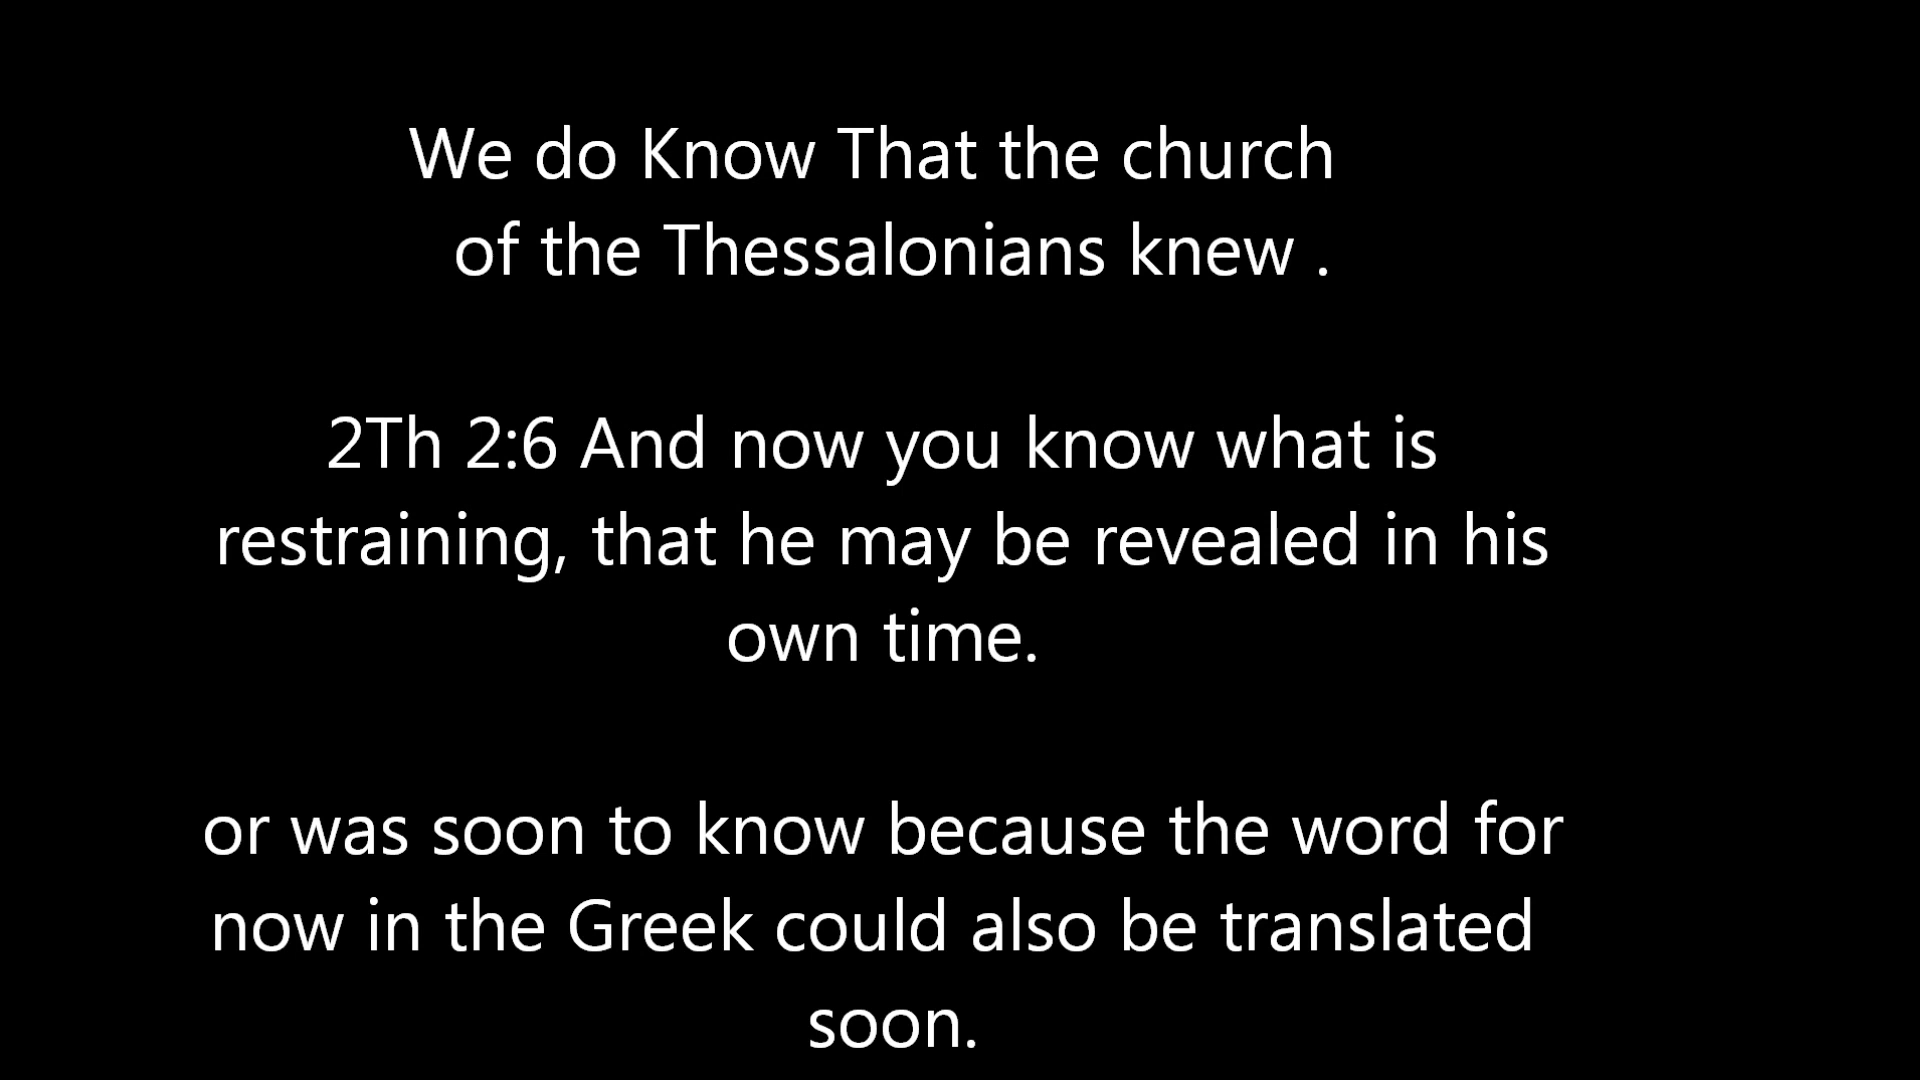 We do Know That the church
of the Thessalonians knew .
2Th 2:6 And now you know what is
restraining, that he may be revealed in his
own time.
or was soon to know because the word for
now in the Greek could also be translated
soon.